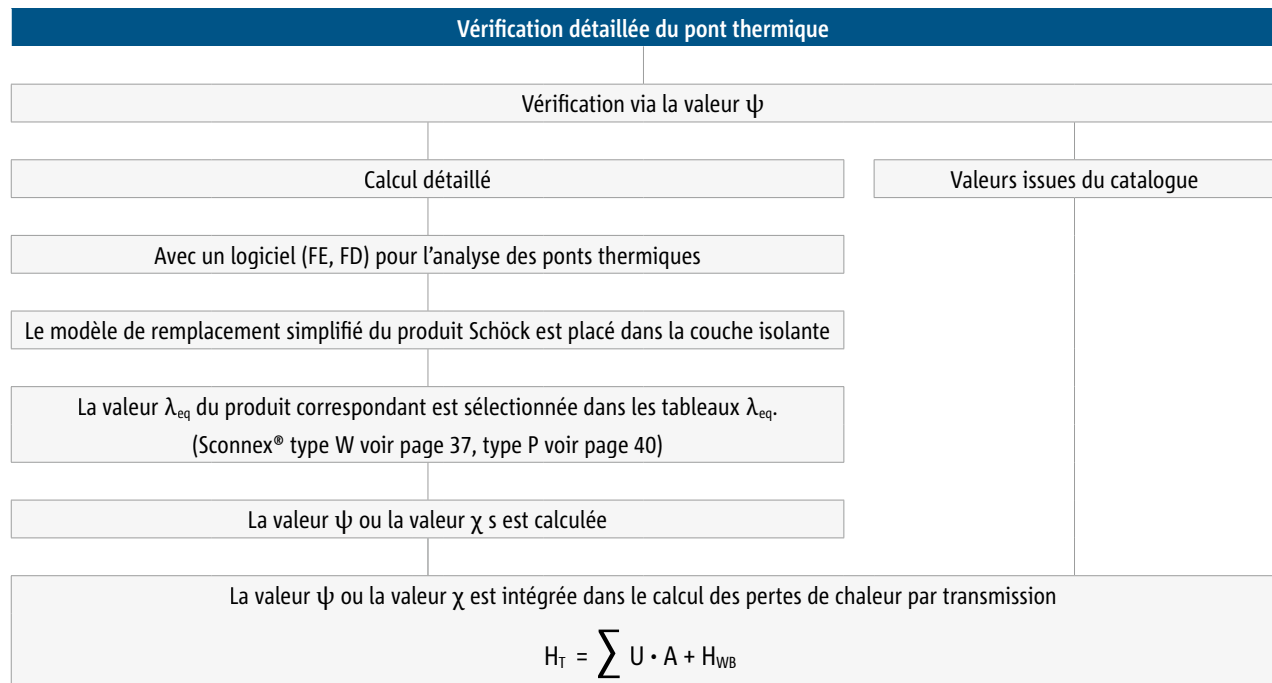 Vérification détaillée du pont thermique
Vérification via la valeur ψ
Calcul détaillé
Valeurs issues du catalogue
Avec un logiciel (FE, FD) pour l’analyse des ponts thermiques
Le modèle de remplacement simplifié du produit Schöck est placé dans la couche isolante
La valeur λeq du produit correspondant est sélectionnée dans les tableaux λeq.
(Sconnex® type W voir page 37, type P voir page 40)
La valeur ψ ou la valeur χ s est calculée
La valeur ψ ou la valeur χ est intégrée dans le calcul des pertes de chaleur par transmission
HT = ∑ U · A + HWB